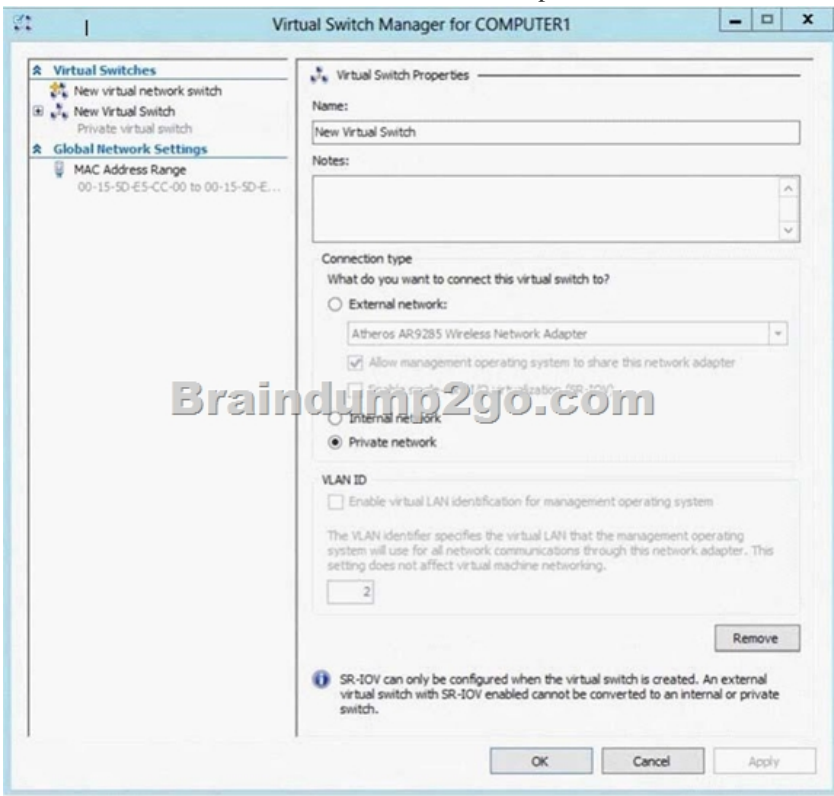 Virtual Switch Manager for COMPUTER1
Virtual Switches
New virtual network switch
New Virtual Switch
Private virtual switch
Global Network Settings
MAC Address Range
00-15-5D-E5-CC-00 to 00-15-5D-E...
Virtual Switch Properties
Name:
New Virtual Switch
Notes:
Connection type
What do you want to connect this virtual switch to?
External network:
Atheros AR9285 Wireless Network Adapter
Allow management operating system to share this network adapter
Enable I/O virtualization (SR-IOV)
Braindump2go.com
Internal network
Private network
VLAN ID
Enable virtual LAN identification for management operating system
The VLAN identifier specifies the virtual LAN that the management operating
system will use for all network communications through this network adapter. This
setting does not affect virtual machine networking.
2
Remove
SR-IOV can only be configured when the virtual switch is created. An external
virtual switch with SR-IOV enabled cannot be converted to an internal or private
switch.
OK
Cancel
Apply